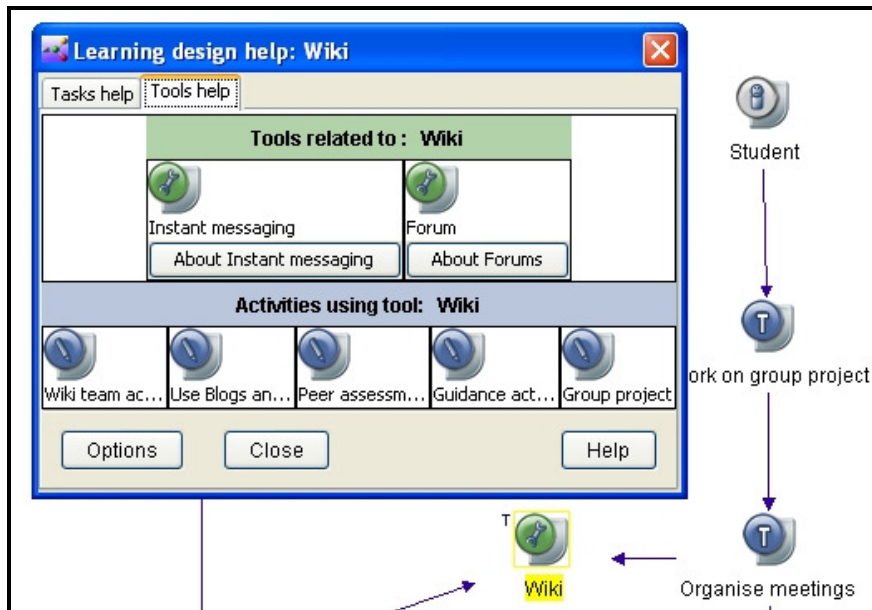 Learning design help: Wiki
Tasks help
Tools help
Tools related to : Wiki
Instant messaging
Forum
About Instant messaging
About Forums
Activities using tool: Wiki
Wiki team ac...
Use Blogs an...
Peer assessm...
Guidance act...
Group project
Options
Close
Help
Student
T
ork on group project
T
T
Wiki
Organise meetings